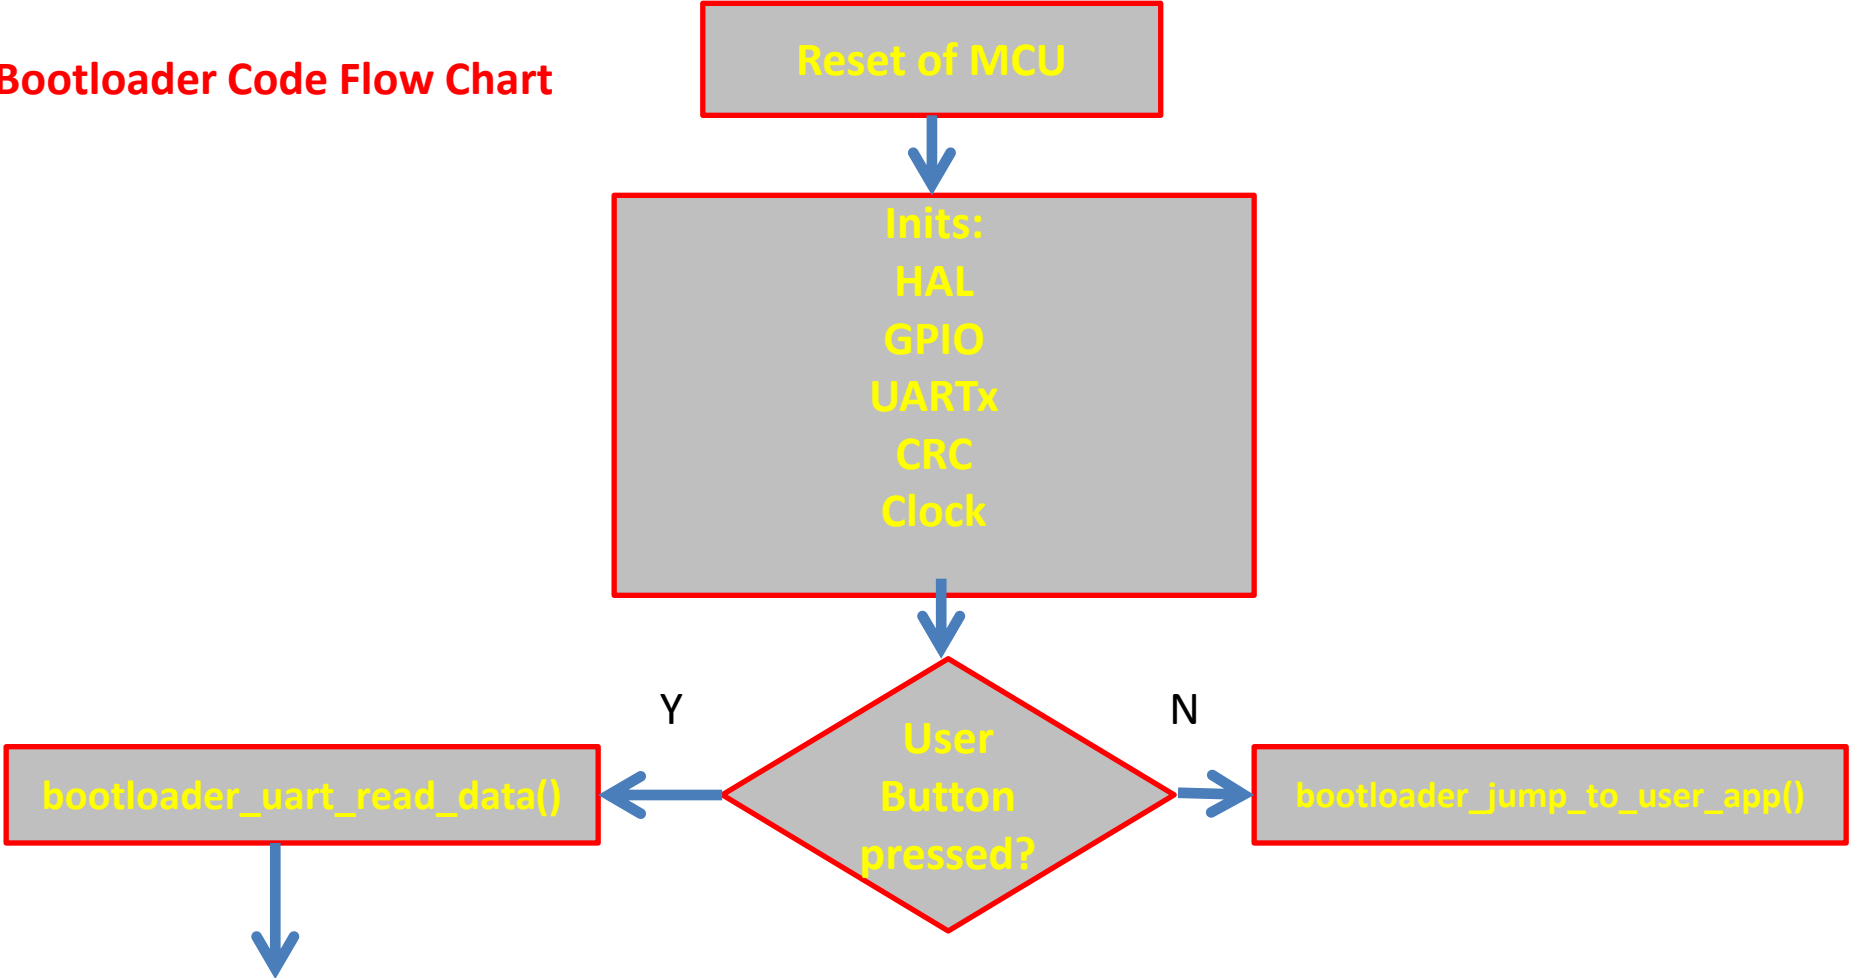 Bootloader Code Flow Chart
Reset of MCU
Inits:
HAL
GPIO
UARTx
CRC
Clock
Y
N
User
Button
pressed?
bootloader_uart_read_data()
bootloader_jump_to_user_app()